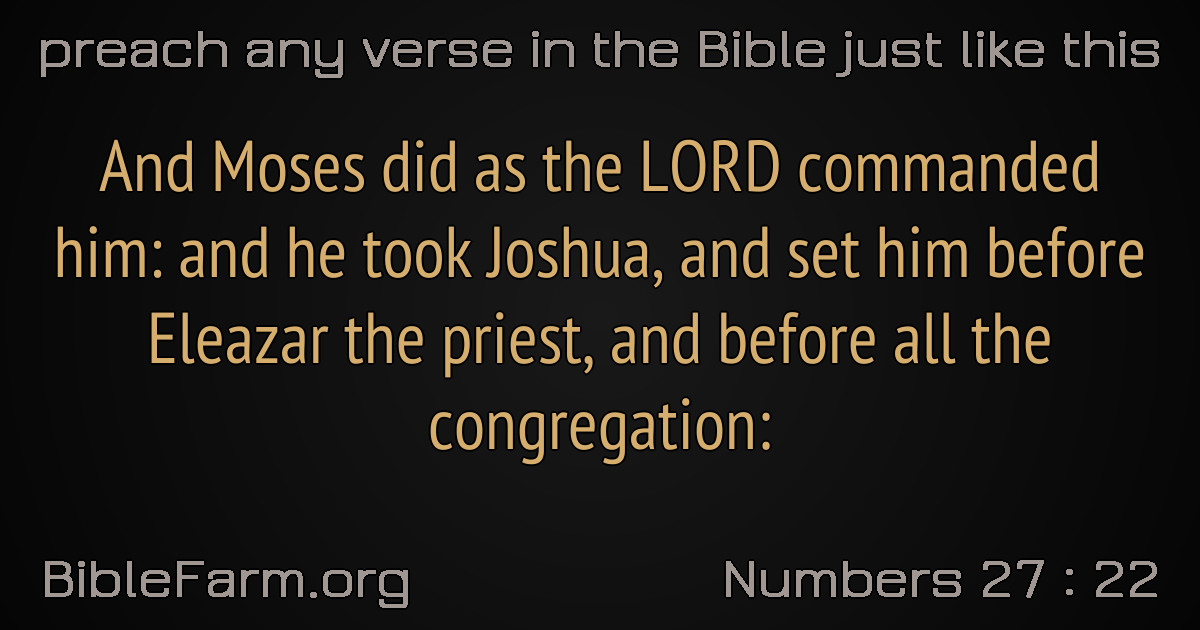 preach any verse in the Bible just like this
And Moses did as the LORD commanded
him: and he took Joshua, and set him before
Eleazar the priest, and before all the
congregation:
BibleFarm.org
Numbers 27 : 22